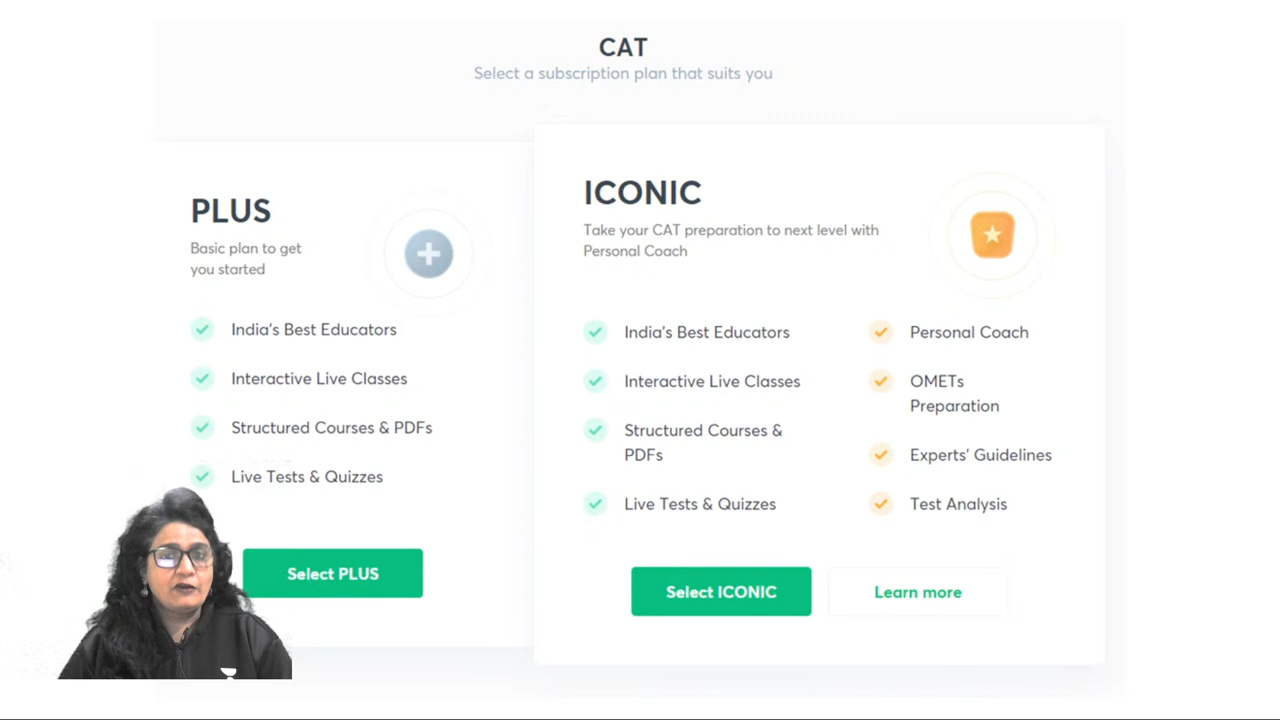 CAT
Select a subscription plan that suits you
PLUS
Basic plan to get
you started
India's Best Educators
Interactive Live Classes
Structured Courses & PDFs
Live Tests & Quizzes
Select PLUS
ICONIC
Take your CAT preparation to next level with
Personal Coach
India's Best Educators
Interactive Live Classes
Structured Courses &
PDFs
Live Tests & Quizzes
Personal Coach
OMETs
Preparation
Experts' Guidelines
Test Analysis
Select ICONIC
Learn more